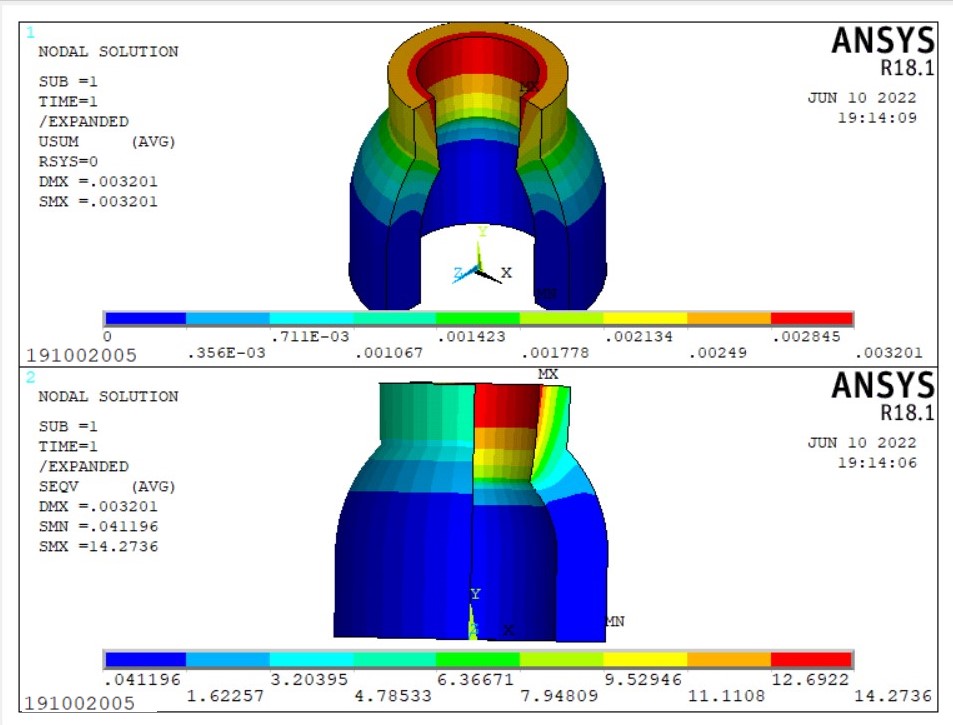 1
NODAL SOLUTION
SUB =1
TIME=1
/EXPANDED
USUM (AVG)
RSYS=0
DMX =.003201
SMX =.003201
ANSYS
R18.1
JUN 10 2022
19:14:09
MX
Y
Z X
MN
0 .711E-03 .001423 .002134 .002845
.356E-03 .001067 .001778 .00249 .003201
191002005
2
NODAL SOLUTION
SUB =1
TIME=1
/EXPANDED
SEQV (AVG)
DMX =.003201
SMN =.041196
SMX =14.2736
ANSYS
R18.1
JUN 10 2022
19:14:06
MX
Y
Z X
MN
.041196 3.20395 6.36671 9.52946 12.6922
1.62257 4.78533 7.94809 11.1108 14.2736
191002005